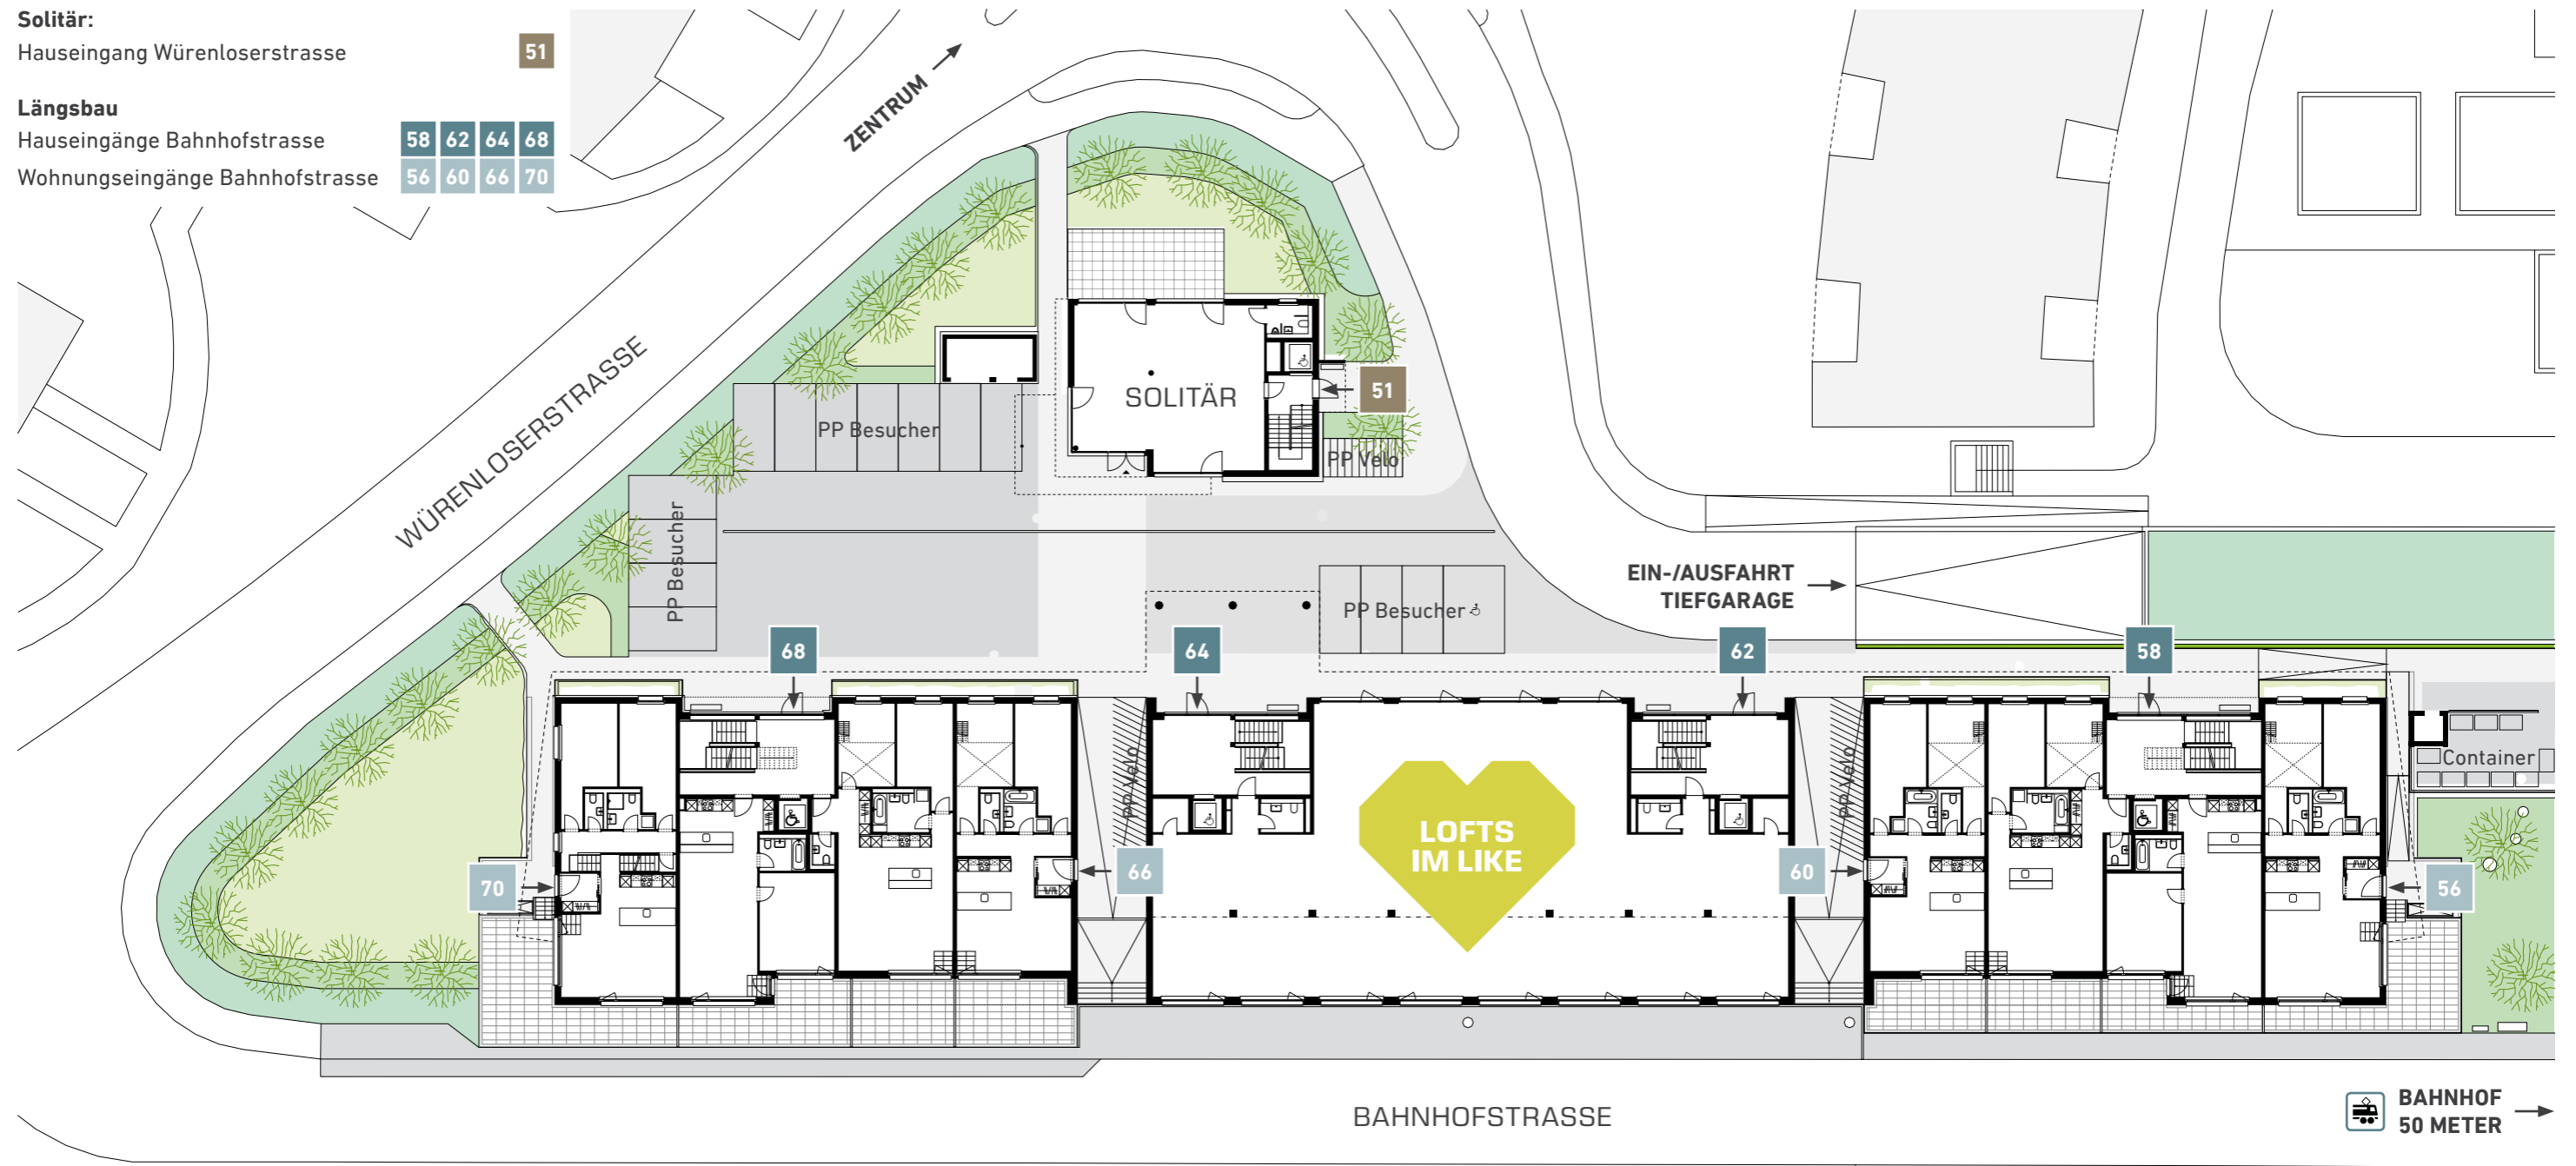 Solitär:
Hauseingang Würenloserstrasse 51
Längsbau
Hauseingänge Bahnhofstrasse 58 62 64 68
Wohnungseingänge Bahnhofstrasse 56 60 66 70
ZENTRUM
WÜRENLOSERSTRASSE
SOLITÄR
51
PP Besucher
PP Velo
PP Besucher
EIN-/AUSFAHRT
TIEFGARAGE
PP Besucher
68
64
62
58
PP Velo
PP Velo
Container
LOFTS
IM LIKE
70
66
60
56
BAHNHOFSTRASSE
BAHNHOF
50 METER